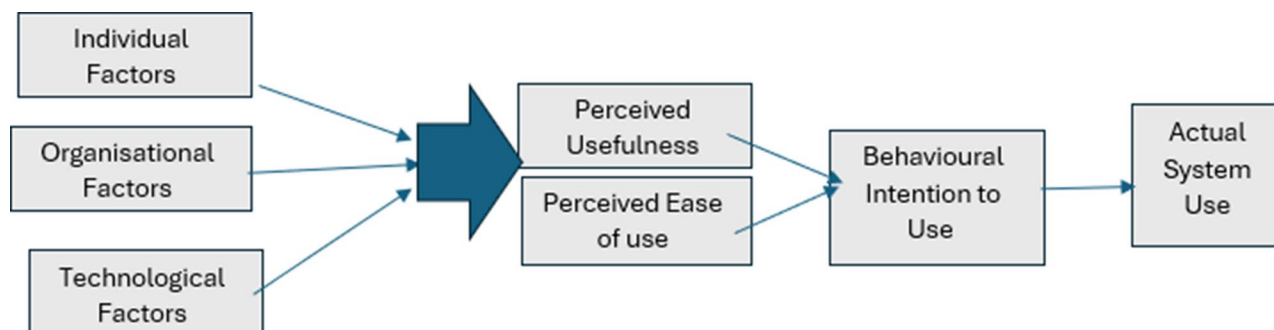 Individual
Factors
Organisational
Factors
Technological
Factors
Perceived
Usefulness
Perceived Ease
of use
Behavioural
Intention to
Use
Actual
System
Use